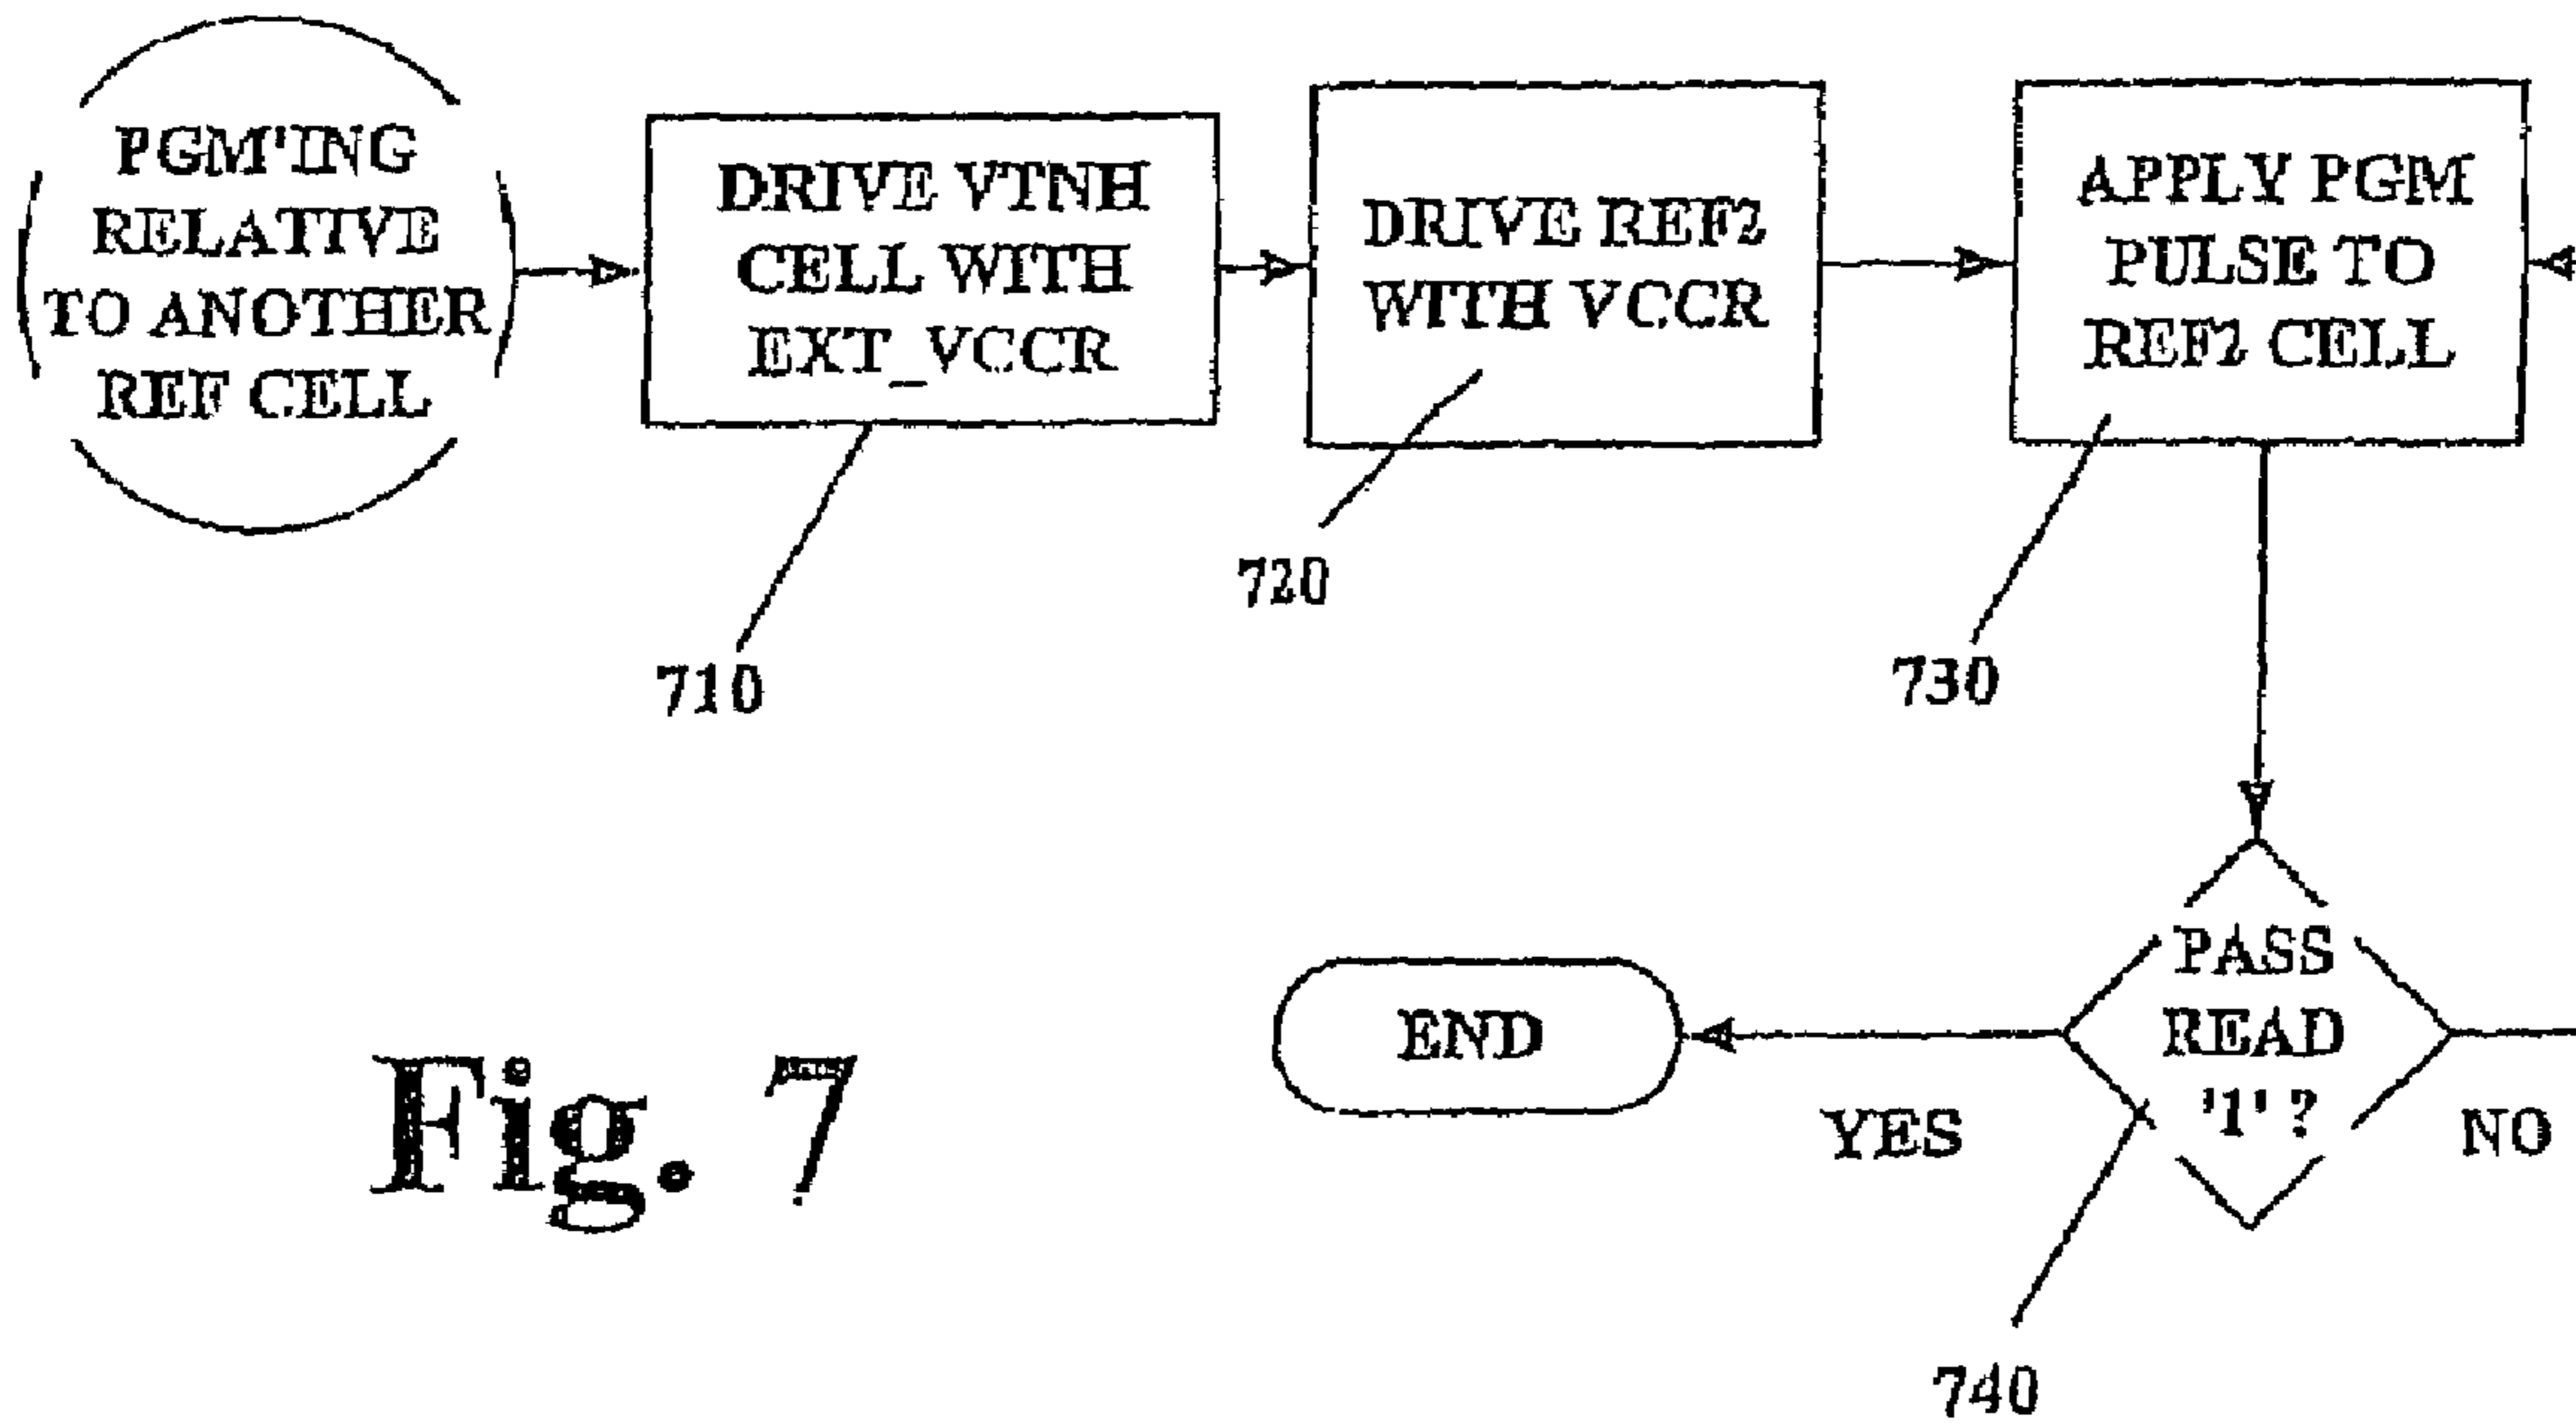 PGM'ING
RELATIVE
TO ANOTHER
REF CELL
DRIVE VTNH
CELL WITH
EXT_VCCR
DRIVE REF2
WITH VCCR
APPLY PGM
PULSE TO
REF2 CELL
710
720
730
PASS
READ
'1' ?
END
YES
NO
740
Fig. 7